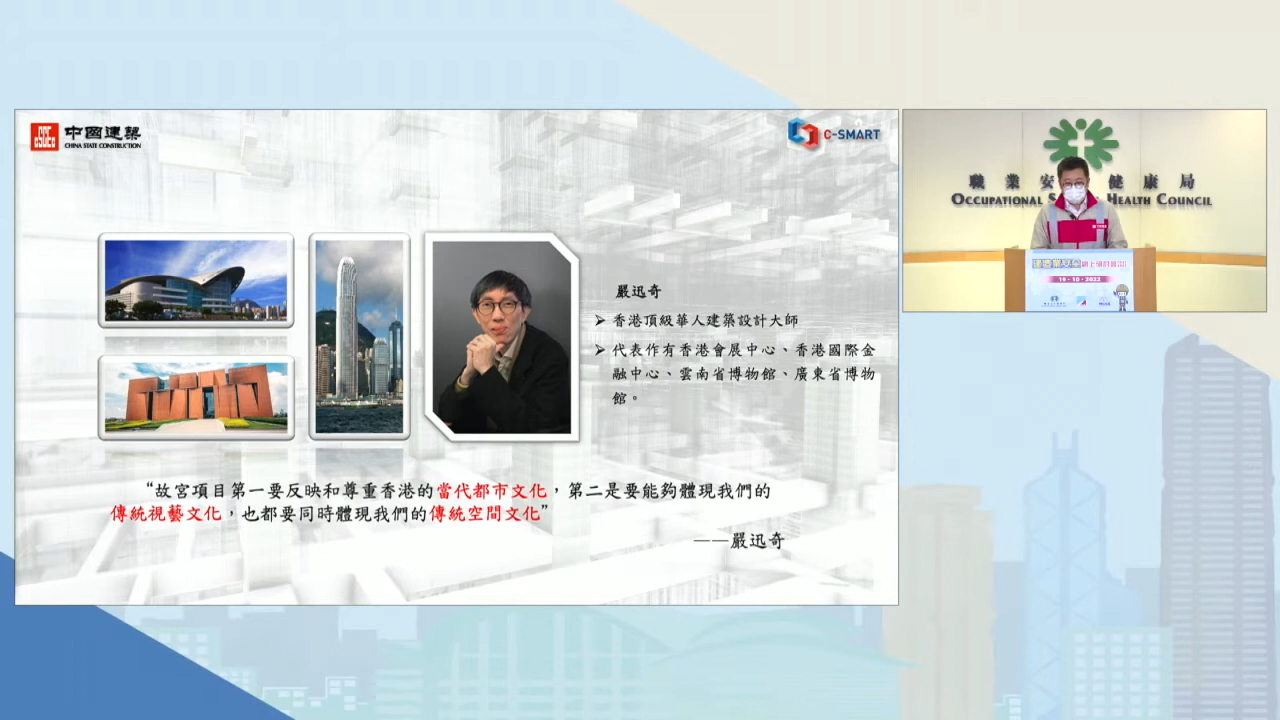 中國建築
CHINA STATE CONSTRUCTION
C-SMART
嚴迅奇
香港頂級華人建築設計大師
代表作有香港會展中心、香港國際金
融中心、雲南省博物館、廣東省博物
館。
“故宮項目第一要反映和尊重香港的當代都市文化，第二是要能夠體現我們的
傳統視藝文化，也都要同時體現我們的傳統空間文化”
——嚴迅奇
職業安 健康局
OCCUPATIONAL S HEALTH COUNCIL
19 - 10 - 2022